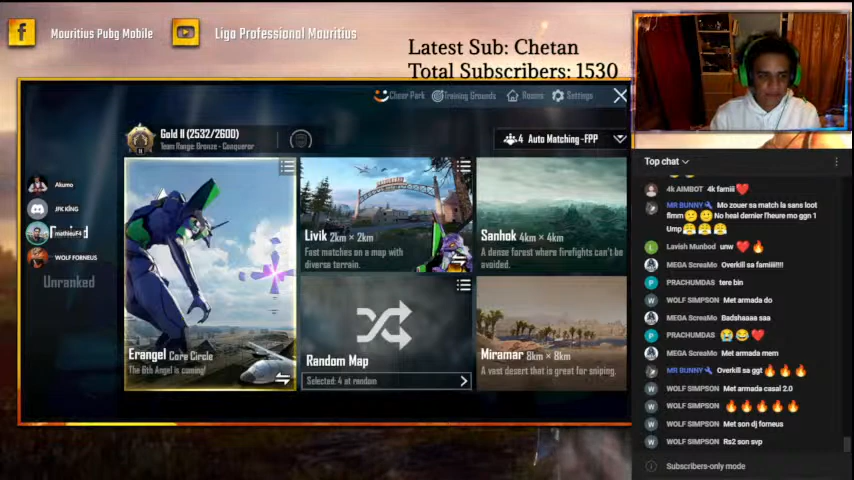 Mauritius Pubg Mobile
Liga Professional Mauritius
Latest Sub: Chetan
Total Subscribers: 1530
Cheer Park
Training Grounds
Rooms
Settings
Gold II (2532/2600)
Team Range: Bronze - Conqueror
4 Auto Matching-FPP
Akumo
JFK KING
mathieuF4
WOLF FORNEUS
Unranked
Erangel Core Circle
The 6th Angel is coming!
Livik 2km × 2km
Fast matches on a map with
diverse terrain.
Sanhok 4km × 4km
A dense forest where firefights can't be
avoided.
Random Map
Selected: 4 at random
Miramar 8km × 8km
A vast desert that is great for sniping.
Top chat
4k AIMBOT 4k famiii❤️
MR BUNNY Mo zouer sa match la sans loot
flmm No heal dernier l'heure mo ggn 1
Ump
Lavish Munbod unw ❤️🔥
MEGA ScreaMo Overkill sa famiiii!!!!
PRACHUMDAS tere bin
WOLF SIMPSON Met armada do
MEGA ScreaMo Badshaaaa saa
PRACHUMDAS 😭😂❤️
MEGA ScreaMo Met armada mem
MR BUNNY Overkill sa ggt 🔥🔥🔥
WOLF SIMPSON Met armada casal 2.0
WOLF SIMPSON 🔥🔥🔥🔥🔥
WOLF SIMPSON Met son dj forneus
WOLF SIMPSON Rs2 son svp
Subscribers-only mode